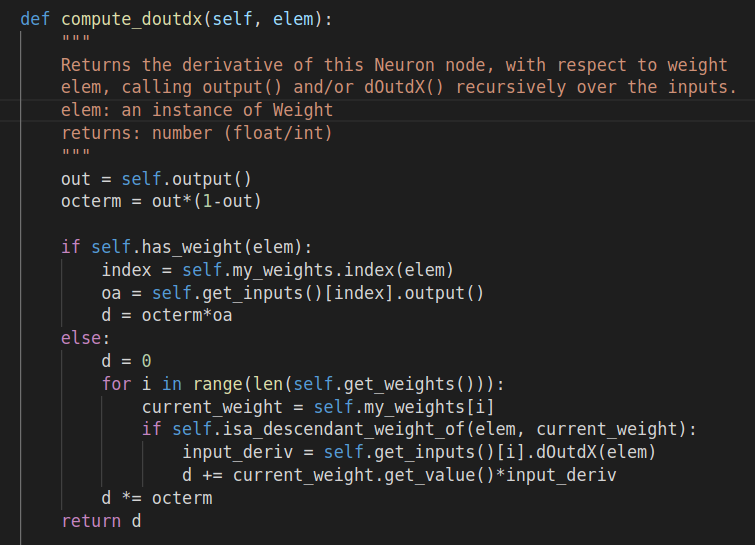 def compute_doutdx(self, elem):
    """
    Returns the derivative of this Neuron node, with respect to weight
    elem, calling output() and/or dOutdX() recursively over the inputs.
    elem: an instance of Weight
    returns: number (float/int)
    """
    out = self.output()
    octerm = out*(1-out)

    if self.has_weight(elem):
        index = self.my_weights.index(elem)
        oa = self.get_inputs()[index].output()
        d = octerm*oa
    else:
        d = 0
        for i in range(len(self.get_weights())):
            current_weight = self.my_weights[i]
            if self.isa_descendant_weight_of(elem, current_weight):
                input_deriv = self.get_inputs()[i].dOutdX(elem)
                d += current_weight.get_value()*input_deriv
        d *= octerm
    return d